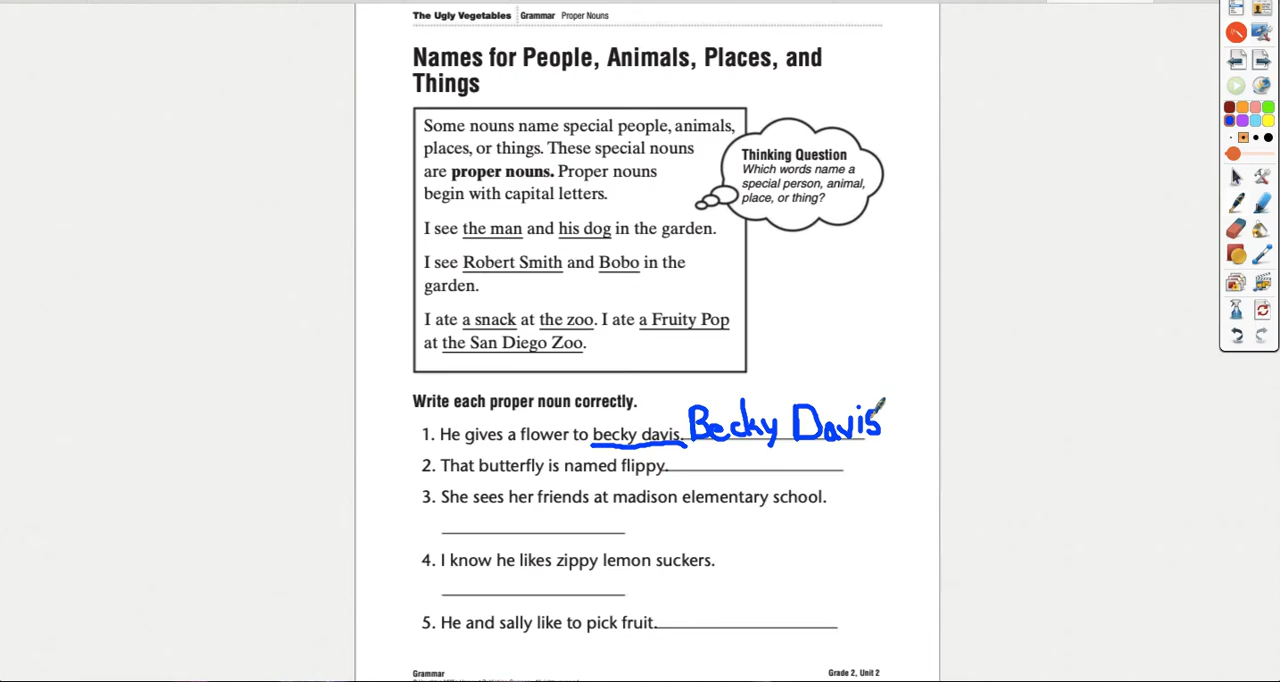 The Ugly Vegetables Grammar Proper Nouns
Names for People, Animals, Places, and
Things
Some nouns name special people, animals,
places, or things. These special nouns
are proper nouns. Proper nouns
begin with capital letters.
I see the man and his dog in the garden.
I see Robert Smith and Bobo in the
garden.
I ate a snack at the zoo. I ate a Fruity Pop
at the San Diego Zoo.
Thinking Question
Which words name a
special person, animal,
place, or thing?
Write each proper noun correctly.
1. He gives a flower to becky davis. Becky Davis
2. That butterfly is named flippy.
3. She sees her friends at madison elementary school.
4. I know he likes zippy lemon suckers.
5. He and sally like to pick fruit.
Grammar
Grade 2, Unit 2